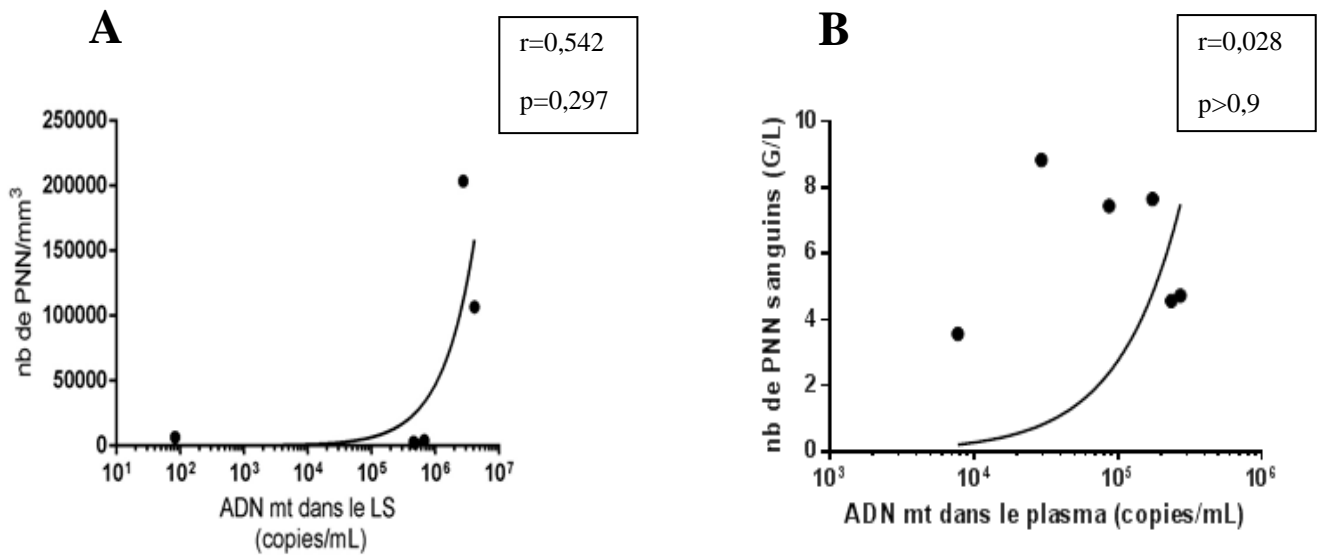 A
r=0,542
p=0,297
250000
200000
150000
100000
50000
0
nb de PNN/mm³
10¹ 10² 10³ 10⁴ 10⁵ 10⁶ 10⁷
ADN mt dans le LS
(copies/mL)
B
r=0,028
p>0,9
10
8
6
4
2
0
nb de PNN sanguins (G/L)
10³ 10⁴ 10⁵ 10⁶
ADN mt dans le plasma (copies/mL)